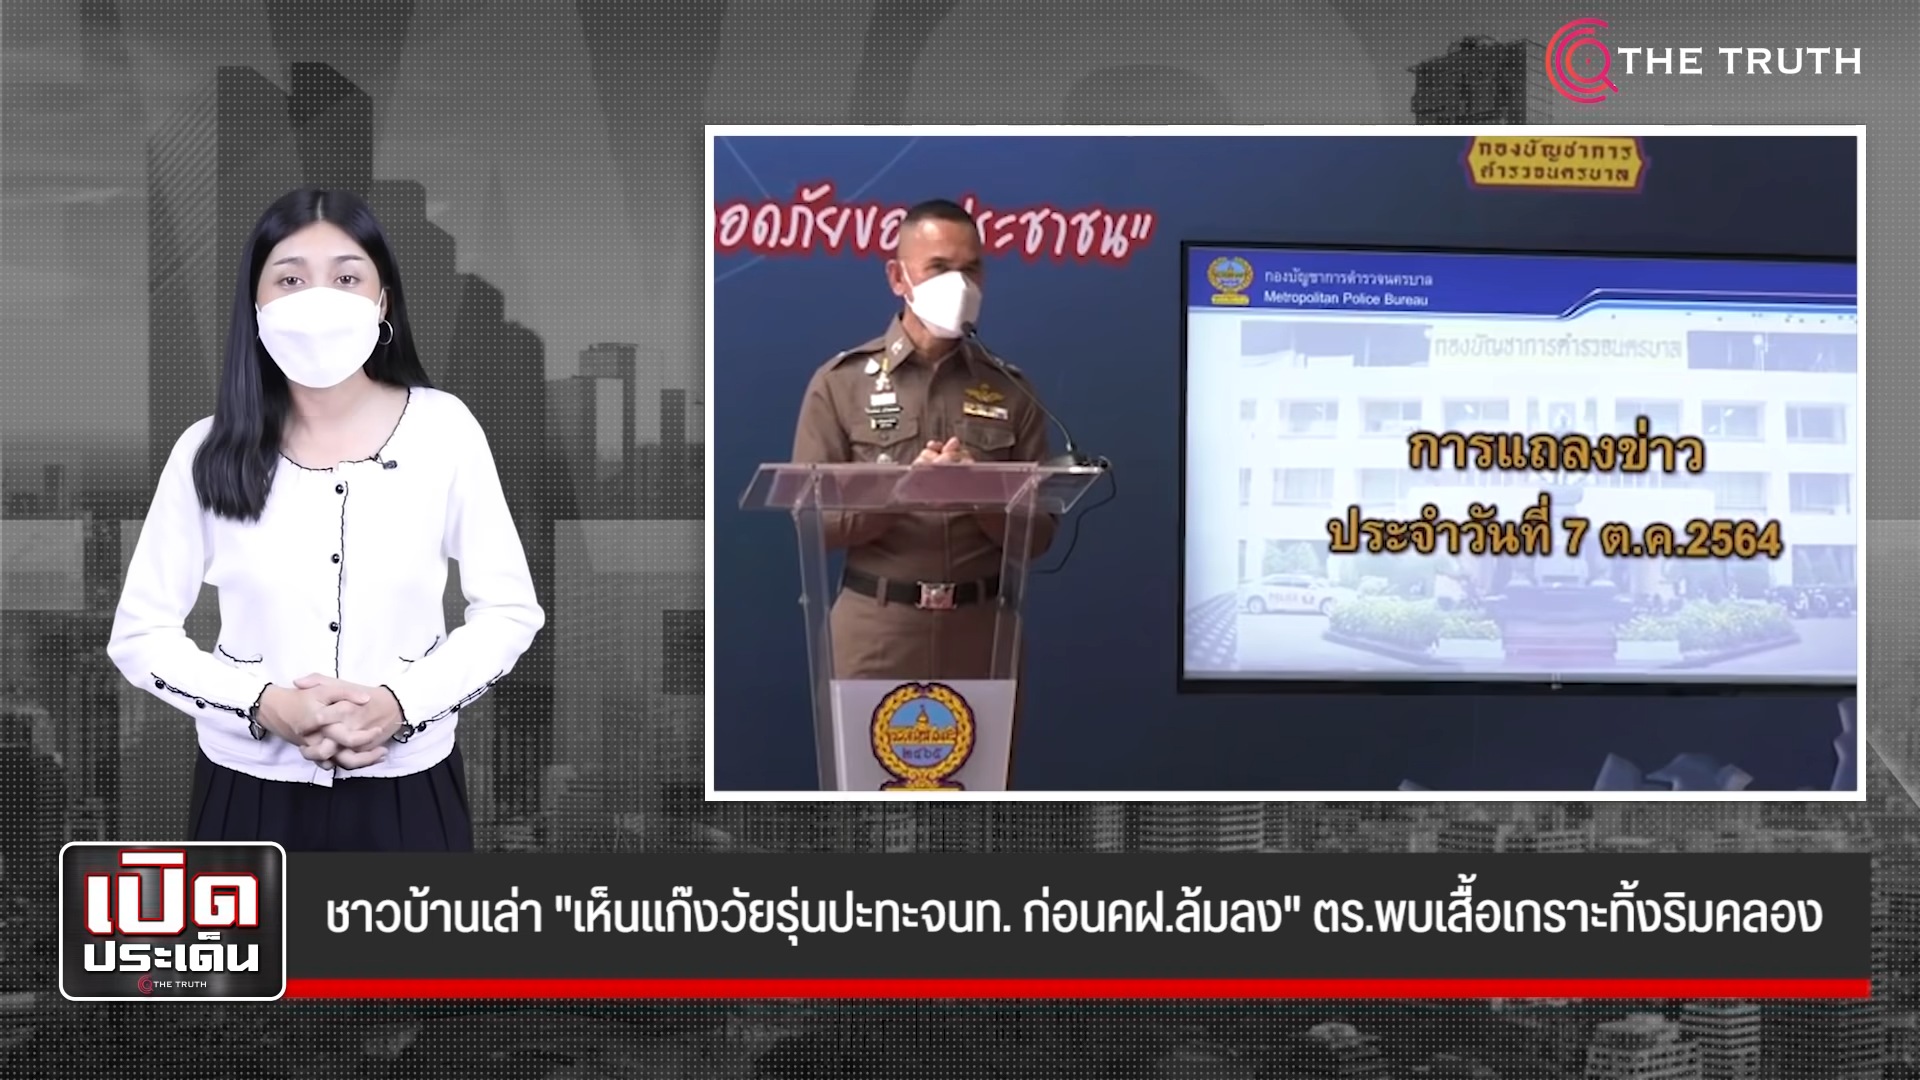 THE TRUTH
กองบัญชาการ
ตำรวจนครบาล
อดภัยของประชาชน"
กองบัญชาการตำรวจนครบาล
Metropolitan Police Bureau
กองบัญชาการตำรวจนครบาล
การแถลงข่าว
ประจำวันที่ 7 ต.ค.2564
POLICE
๒๔๖๕
เปิด
ประเด็น
THE TRUTH
ชาวบ้านเล่า "เห็นแก๊งวัยรุ่นปะทะจนท. ก่อนคฝ.ล้มลง" ตร.พบเสื้อเกราะทิ้งริมคลอง